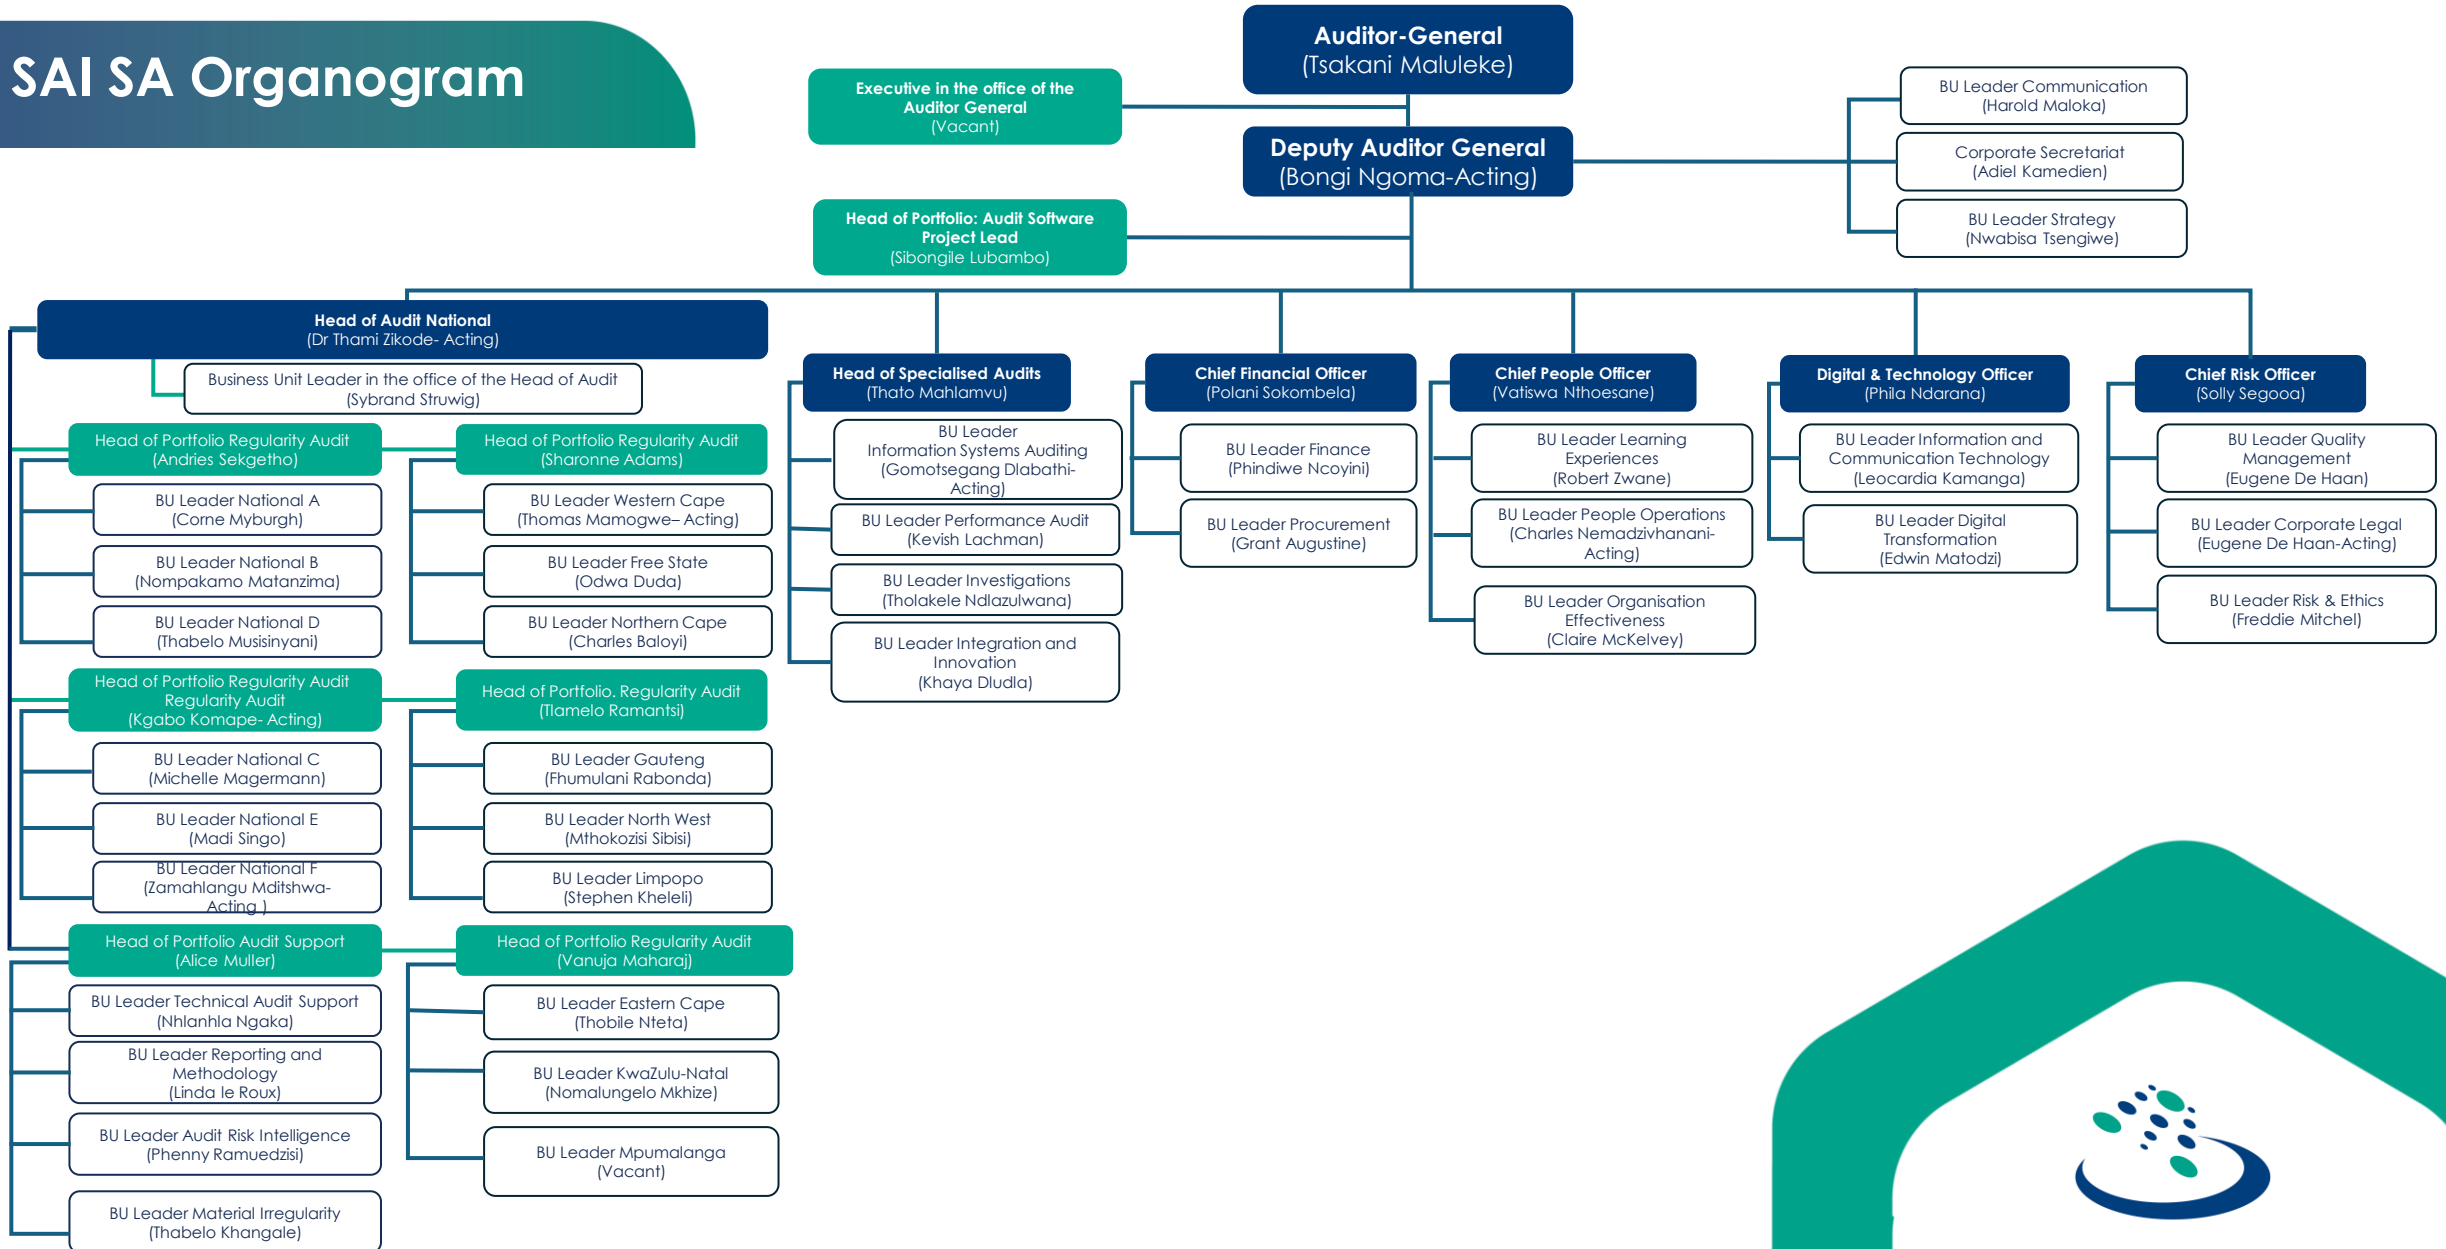 SAI SA Organogram
Auditor-General
(Tsakani Maluleke)
Executive in the office of the
Auditor General
(Vacant)
Deputy Auditor General
(Bongi Ngoma-Acting)
BU Leader Communication
(Harold Maloka)
Corporate Secretariat
(Adiel Kamedien)
BU Leader Strategy
(Nwabisa Tsengiwe)
Head of Portfolio: Audit Software
Project Lead
(Sibongile Lubambo)
Head of Audit National
(Dr Thami Zikode- Acting)
Business Unit Leader in the office of the Head of Audit
(Sybrand Struwig)
Head of Portfolio Regularity Audit
(Andries Sekgetho)
BU Leader National A
(Corne Myburgh)
BU Leader National B
(Nompakamo Matanzima)
BU Leader National D
(Thabelo Musisinyani)
Head of Portfolio Regularity Audit
(Sharonne Adams)
BU Leader Western Cape
(Thomas Mamogwe– Acting)
BU Leader Free State
(Odwa Duda)
BU Leader Northern Cape
(Charles Baloyi)
Head of Portfolio Regularity Audit
Regularity Audit
(Kgabo Komape- Acting)
BU Leader National C
(Michelle Magermann)
BU Leader National E
(Madi Singo)
BU Leader National F
(Zamahlangu Mditshwa-
Acting )
Head of Portfolio. Regularity Audit
(Tlamelo Ramantsi)
BU Leader Gauteng
(Fhumulani Rabonda)
BU Leader North West
(Mthokozisi Sibisi)
BU Leader Limpopo
(Stephen Kheleli)
Head of Portfolio Audit Support
(Alice Muller)
BU Leader Technical Audit Support
(Nhlanhla Ngaka)
BU Leader Reporting and
Methodology
(Linda le Roux)
BU Leader Audit Risk Intelligence
(Phenny Ramuedzisi)
BU Leader Material Irregularity
(Thabelo Khangale)
Head of Portfolio Regularity Audit
(Vanuja Maharaj)
BU Leader Eastern Cape
(Thobile Nteta)
BU Leader KwaZulu-Natal
(Nomalungelo Mkhize)
BU Leader Mpumalanga
(Vacant)
Head of Specialised Audits
(Thato Mahlamvu)
BU Leader
Information Systems Auditing
(Gomotsegang Dlabathi-
Acting)
BU Leader Performance Audit
(Kevish Lachman)
BU Leader Investigations
(Tholakele Ndlazulwana)
BU Leader Integration and
Innovation
(Khaya Dludla)
Chief Financial Officer
(Polani Sokombela)
BU Leader Finance
(Phindiwe Ncoyini)
BU Leader Procurement
(Grant Augustine)
Chief People Officer
(Vatiswa Nthoesane)
BU Leader Learning
Experiences
(Robert Zwane)
BU Leader People Operations
(Charles Nemadzivhanani-
Acting)
BU Leader Organisation
Effectiveness
(Claire McKelvey)
Digital & Technology Officer
(Phila Ndarana)
BU Leader Information and
Communication Technology
(Leocardia Kamanga)
BU Leader Digital
Transformation
(Edwin Matodzi)
Chief Risk Officer
(Solly Segooa)
BU Leader Quality
Management
(Eugene De Haan)
BU Leader Corporate Legal
(Eugene De Haan-Acting)
BU Leader Risk & Ethics
(Freddie Mitchel)